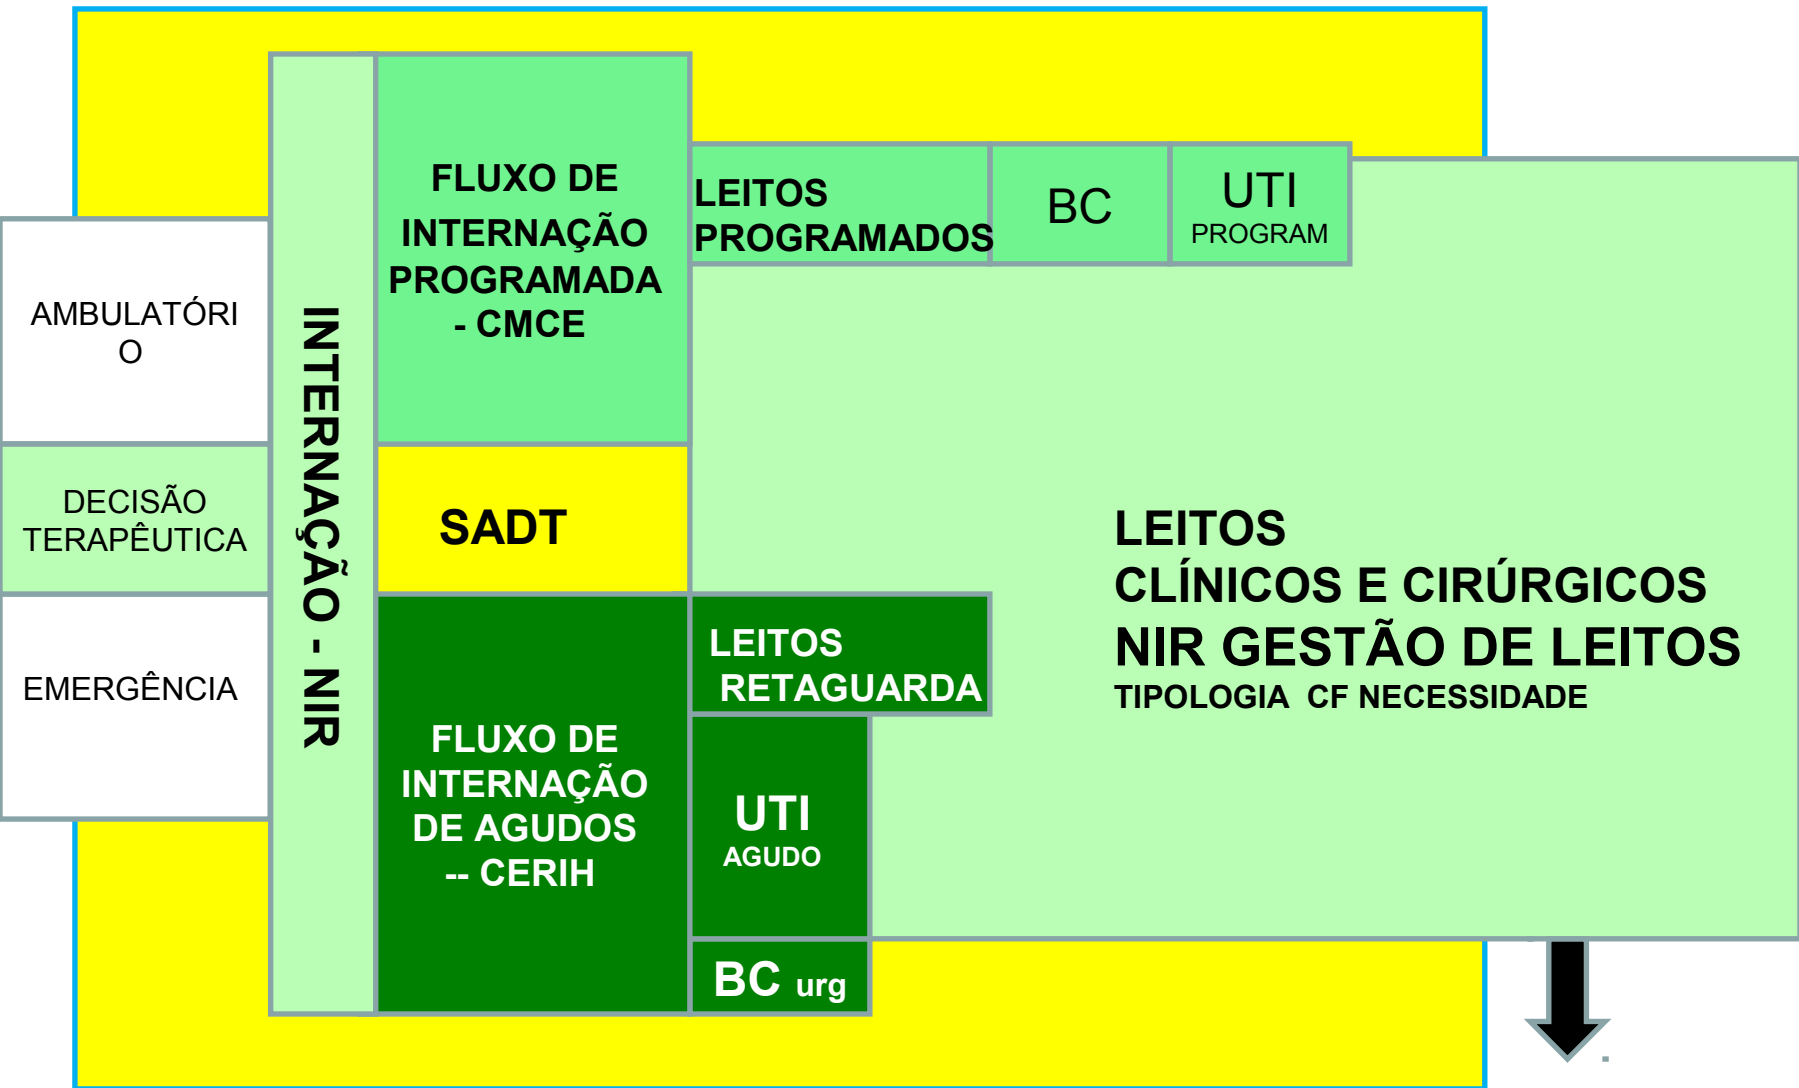 AMBULATÓRI
O
DECISÃO
TERAPÊUTICA
EMERGÊNCIA
INTERNAÇÃO - NIR
FLUXO DE
INTERNAÇÃO
PROGRAMADA
- CMCE
SADT
FLUXO DE
INTERNAÇÃO
DE AGUDOS
-- CERIH
LEITOS
PROGRAMADOS
BC
UTI
PROGRAM
LEITOS
RETAGUARDA
UTI
AGUDO
BC urg
LEITOS
CLÍNICOS E CIRÚRGICOS
NIR GESTÃO DE LEITOS
TIPOLOGIA CF NECESSIDADE
.